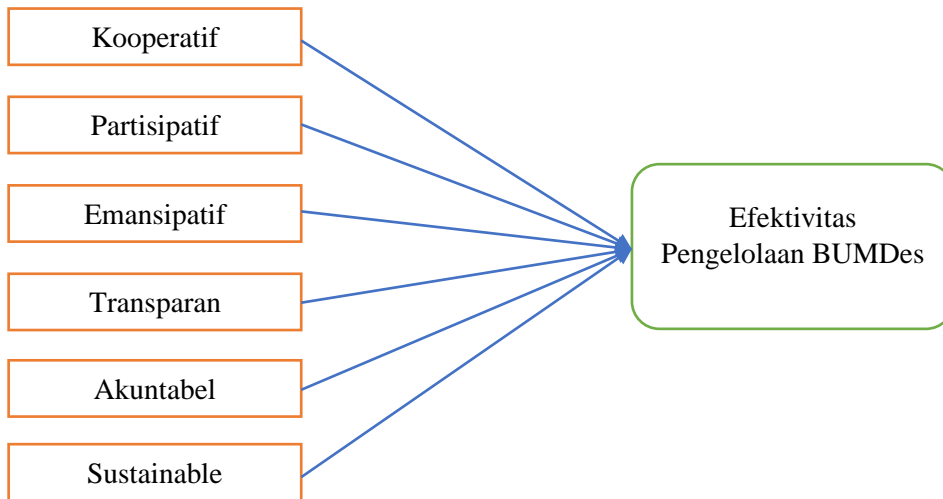 Kooperatif
Partisipatif
Emansipatif
Transparan
Akuntabel
Sustainable
Efektivitas
Pengelolaan BUMDes